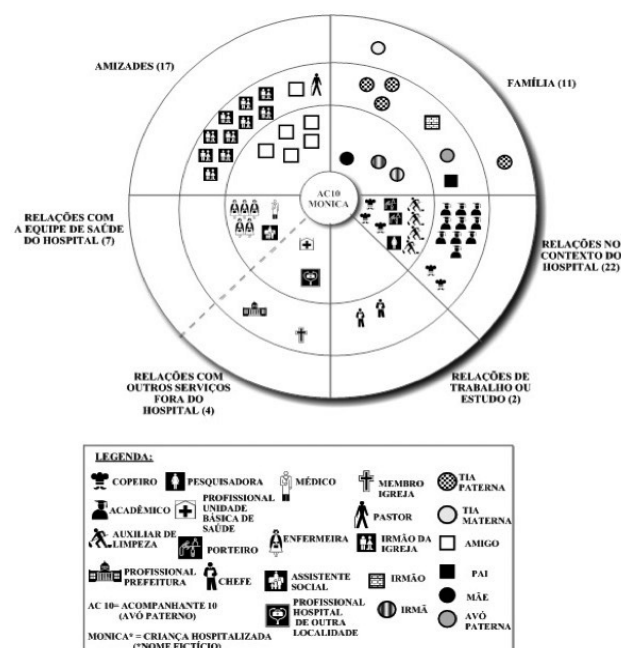 AMIZADES (17)
FAMÍLIA (11)
AC10
MONICA
RELAÇÕES COM
A EQUIPE DE SAÚDE
DO HOSPITAL (7)
RELAÇÕES NO
CONTEXTO DO
HOSPITAL (22)
RELAÇÕES COM
OUTROS SERVIÇOS
FORA DO
HOSPITAL (4)
RELAÇÕES DE
TRABALHO OU
ESTUDO (2)
LEGENDA:
COPEIRO
PESQUISADORA
MÉDICO
MEMBRO
IGREJA
TIA
PATERNA
ACADÊMICO
PROFISSIONAL
UNIDADE
BÁSICA DE
SAÚDE
PASTOR
TIA
MATERNA
AUXILIAR DE
LIMPEZA
PORTEIRO
ENFERMEIRA
IRMÃO DA
IGREJA
AMIGO
PROFISSIONAL
PREFEITURA
CHEFE
ASSISTENTE
SOCIAL
IRMÃO
PAI
AC 10= ACOMPANHANTE 10
(AVÓ PATERNO)
PROFISSIONAL
HOSPITAL
DE OUTRA
LOCALIDADE
IRMÃ
MÃE
AVÓ
PATERNA
MONICA* = CRIANÇA HOSPITALIZADA
(*NOME FICTÍCIO)